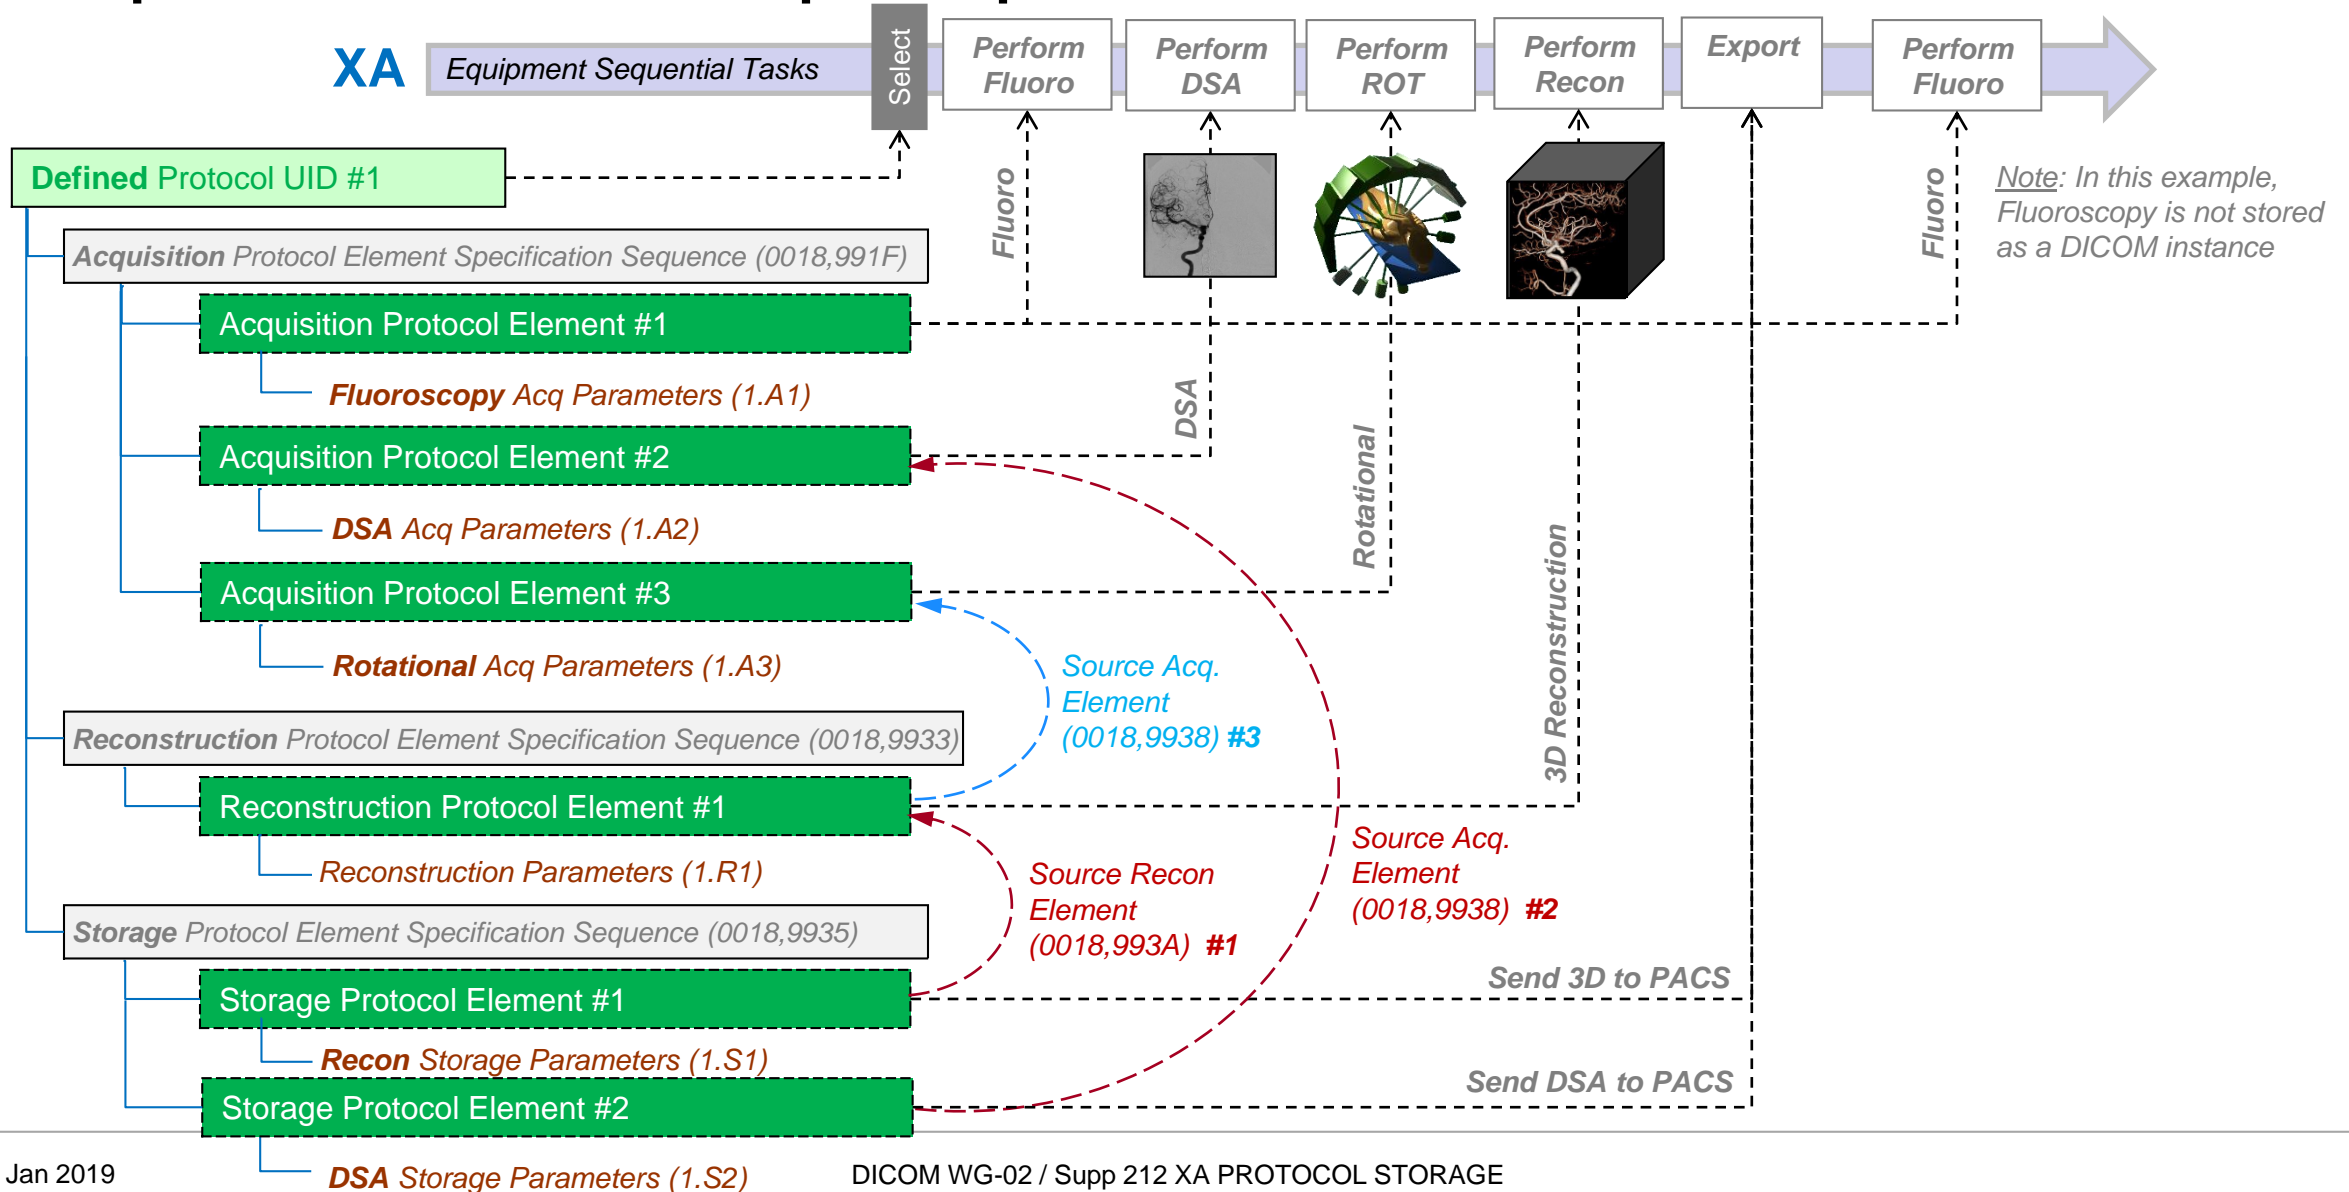 XA
Equipment Sequential Tasks
Select
Perform
Fluoro
Perform
DSA
Perform
ROT
Perform
Recon
Export
Perform
Fluoro
Defined Protocol UID #1
Note: In this example,
Fluoroscopy is not stored
as a DICOM instance
Fluoro
Fluoro
Acquisition Protocol Element Specification Sequence (0018,991F)
Acquisition Protocol Element #1
Fluoroscopy Acq Parameters (1.A1)
DSA
Acquisition Protocol Element #2
Rotational
DSA Acq Parameters (1.A2)
Acquisition Protocol Element #3
3D Reconstruction
Rotational Acq Parameters (1.A3)
Source Acq.
Element
(0018,9938) #3
Reconstruction Protocol Element Specification Sequence (0018,9933)
Reconstruction Protocol Element #1
Source Acq.
Element
(0018,9938) #2
Reconstruction Parameters (1.R1)
Source Recon
Element
(0018,993A) #1
Storage Protocol Element Specification Sequence (0018,9935)
Storage Protocol Element #1
Send 3D to PACS
Recon Storage Parameters (1.S1)
Send DSA to PACS
Storage Protocol Element #2
DSA Storage Parameters (1.S2)
Jan 2019
DICOM WG-02 / Supp 212 XA PROTOCOL STORAGE